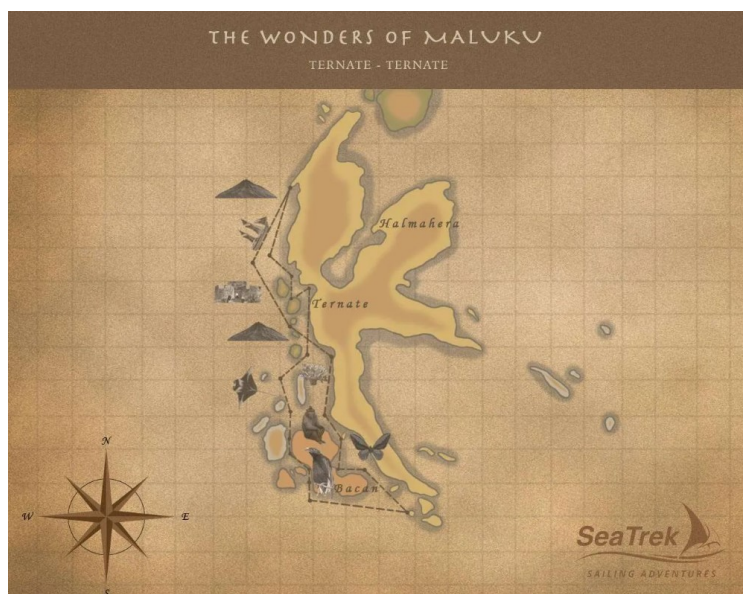 THE WONDERS OF MALUKU
TERNATE - TERNATE
Halmahera
Ternate
Bacan
N
W
E
S
SeaTrek
SAILING ADVENTURES